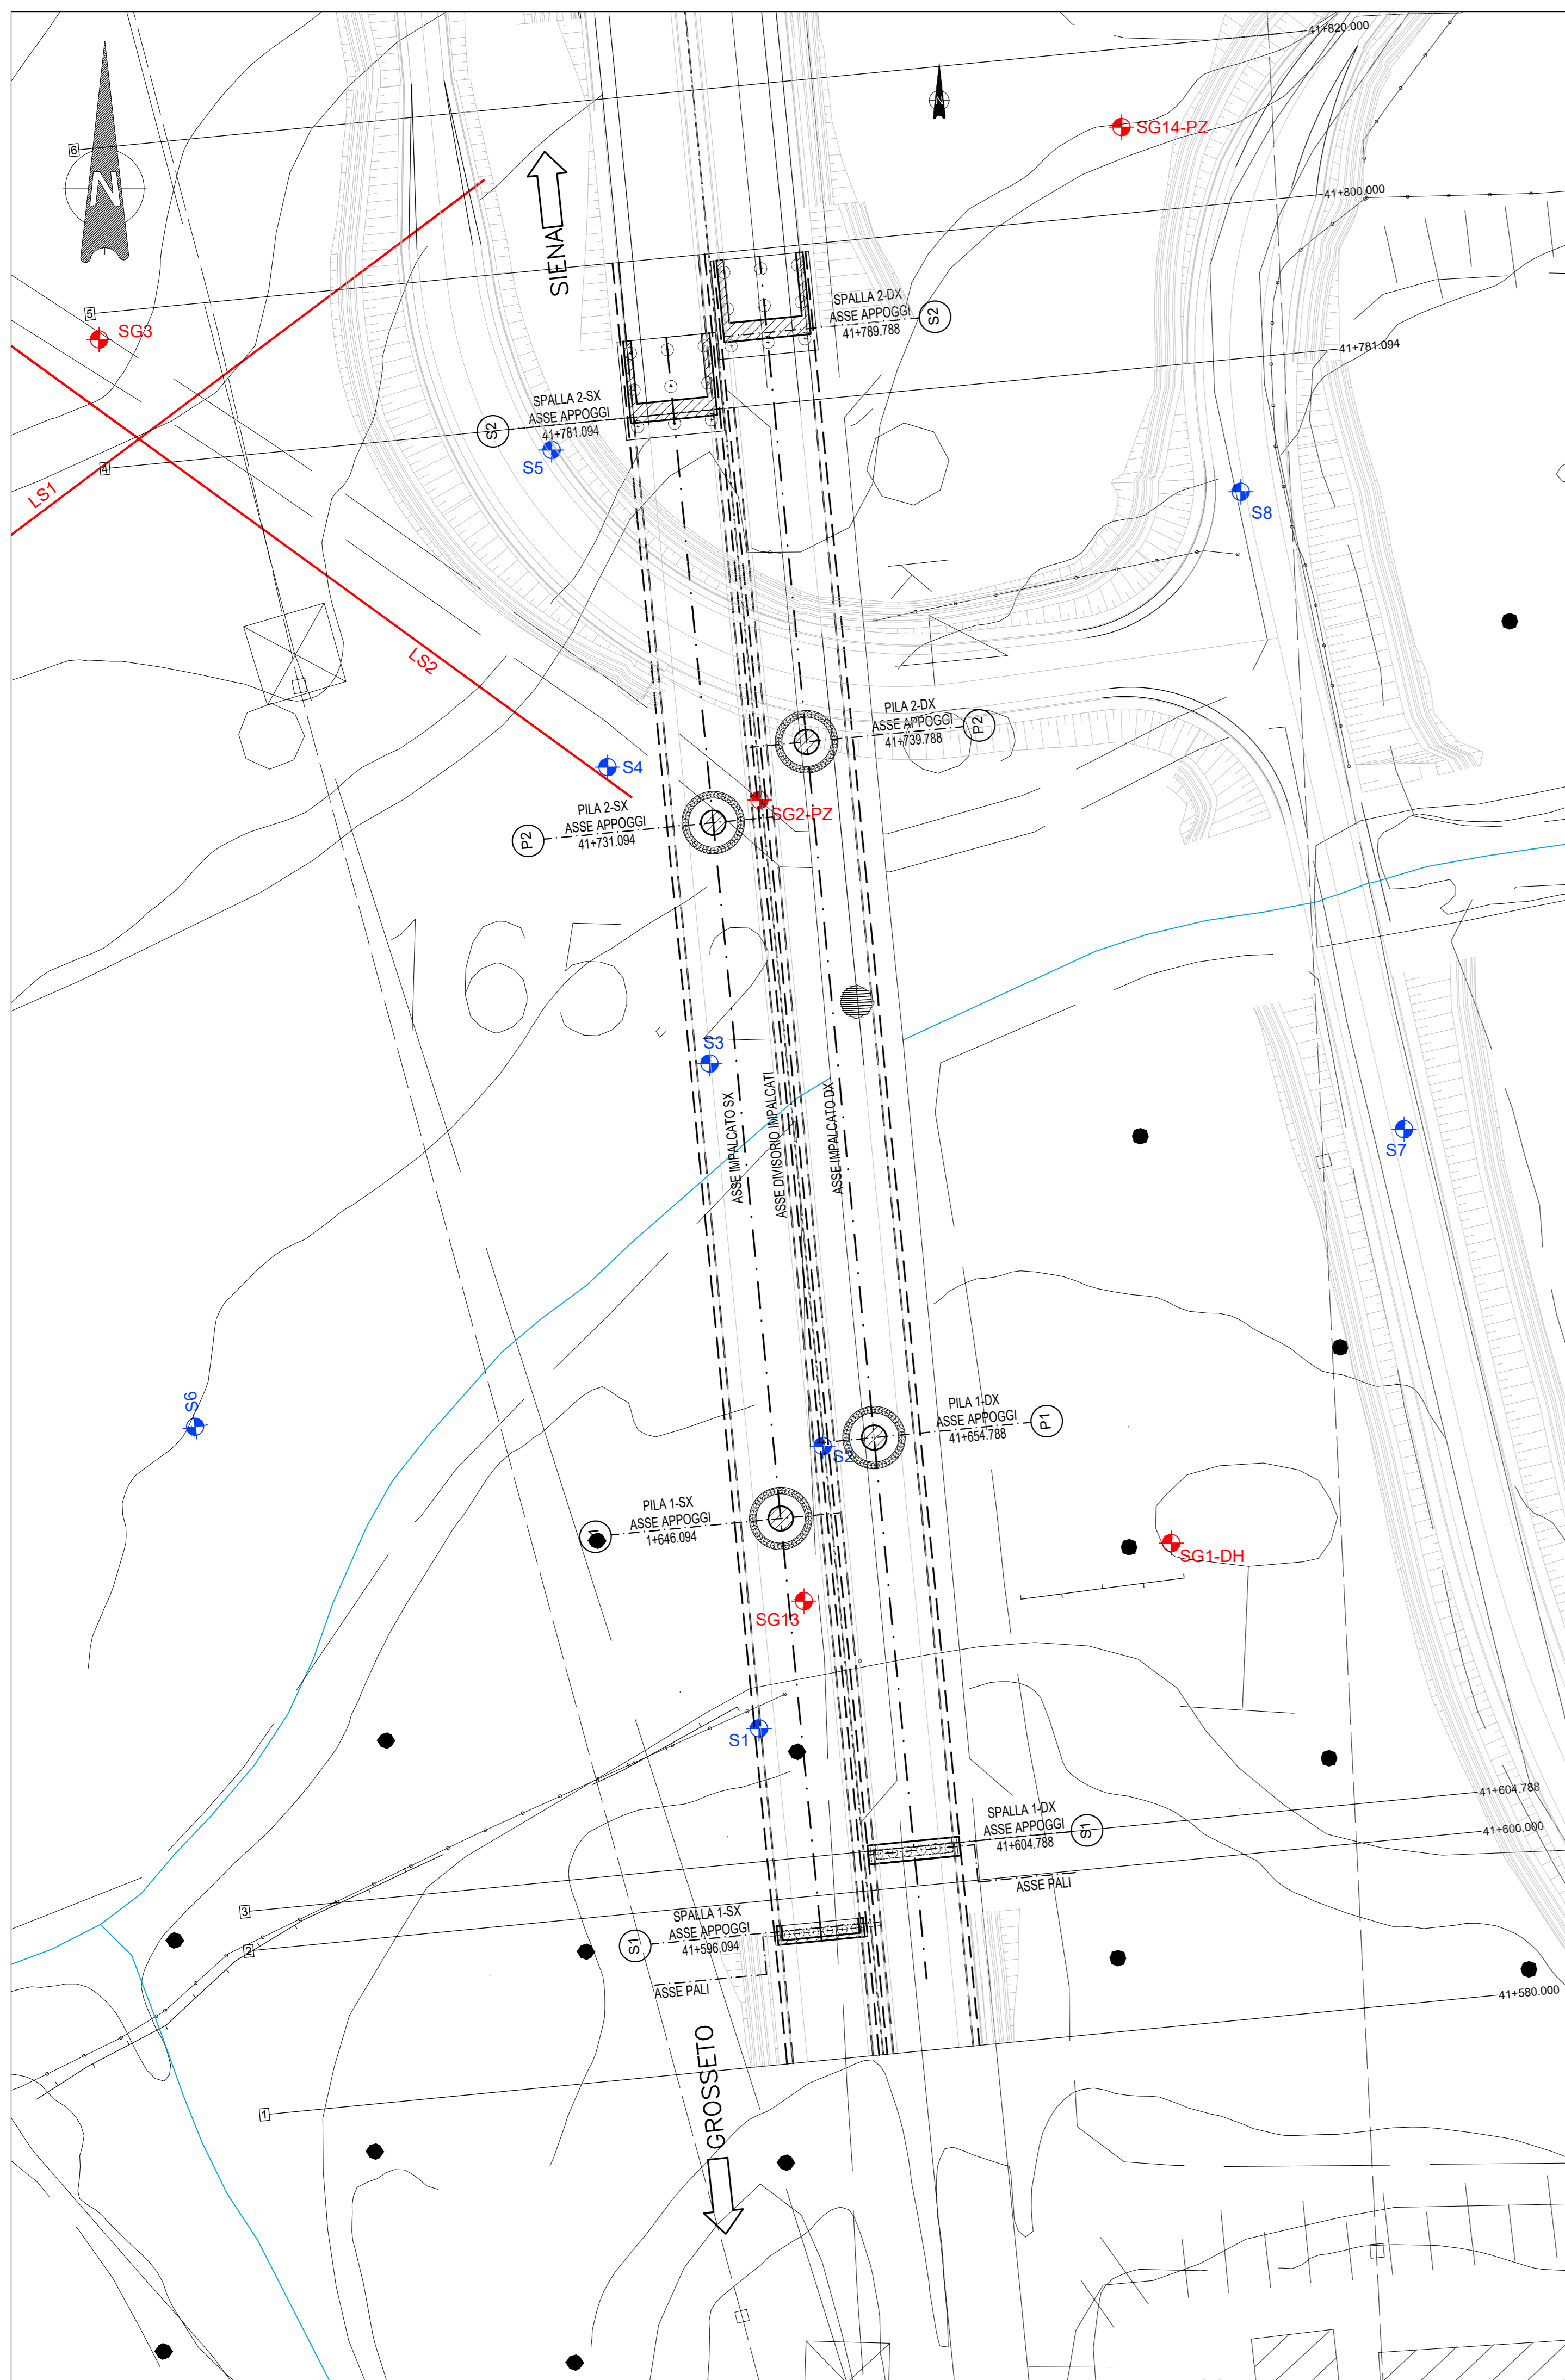 41+820.000
6
N
N
SG14-PZ
41+800.000
SIENA
5
SG3
SPALLA 2-DX
ASSE APPOGGI
41+789.788
S2
41+781.094
SPALLA 2-SX
ASSE APPOGGI
41+781.094
S2
4
S5
LS1
S8
LS2
PILA 2-DX
ASSE APPOGGI
41+739.788
P2
S4
SG2-PZ
PILA 2-SX
ASSE APPOGGI
41+731.094
P2
165
S3
ASSE IMPALCATO SX
ASSE DIVISORIO IMPALCATI
ASSE IMPALCATO DX
S7
S6
PILA 1-DX
ASSE APPOGGI
41+654.788
P1
S2
PILA 1-SX
ASSE APPOGGI
1+646.094
SG1-DH
SG13
S1
41+604.788
SPALLA 1-DX
ASSE APPOGGI
41+604.788
S1
41+600.000
ASSE PALI
3
SPALLA 1-SX
ASSE APPOGGI
41+596.094
S1
2
ASSE PALI
41+580.000
GROSSETO
1